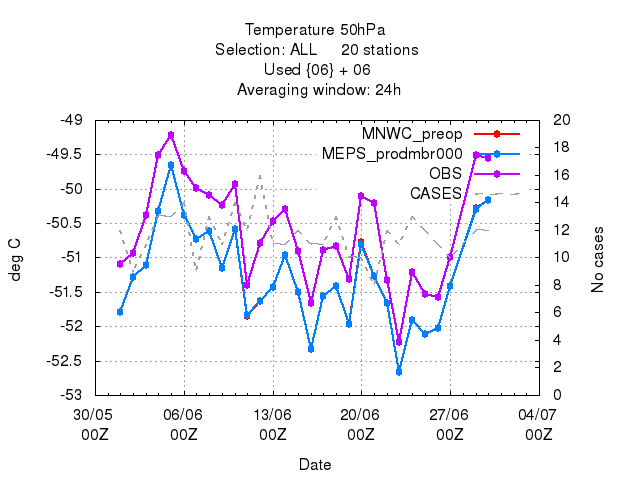 Temperature 50hPa
Selection: ALL 20 stations
Used {06} + 06
Averaging window: 24h
-49
-49.5
-50
-50.5
-51
-51.5
-52
-52.5
-53
deg C
20
18
16
14
12
10
8
6
4
2
0
No cases
MNWC_preop
MEPS_prodmbr000
OBS
CASES
30/05 06/06 13/06 20/06 27/06 04/07
00Z 00Z 00Z 00Z 00Z 00Z
Date